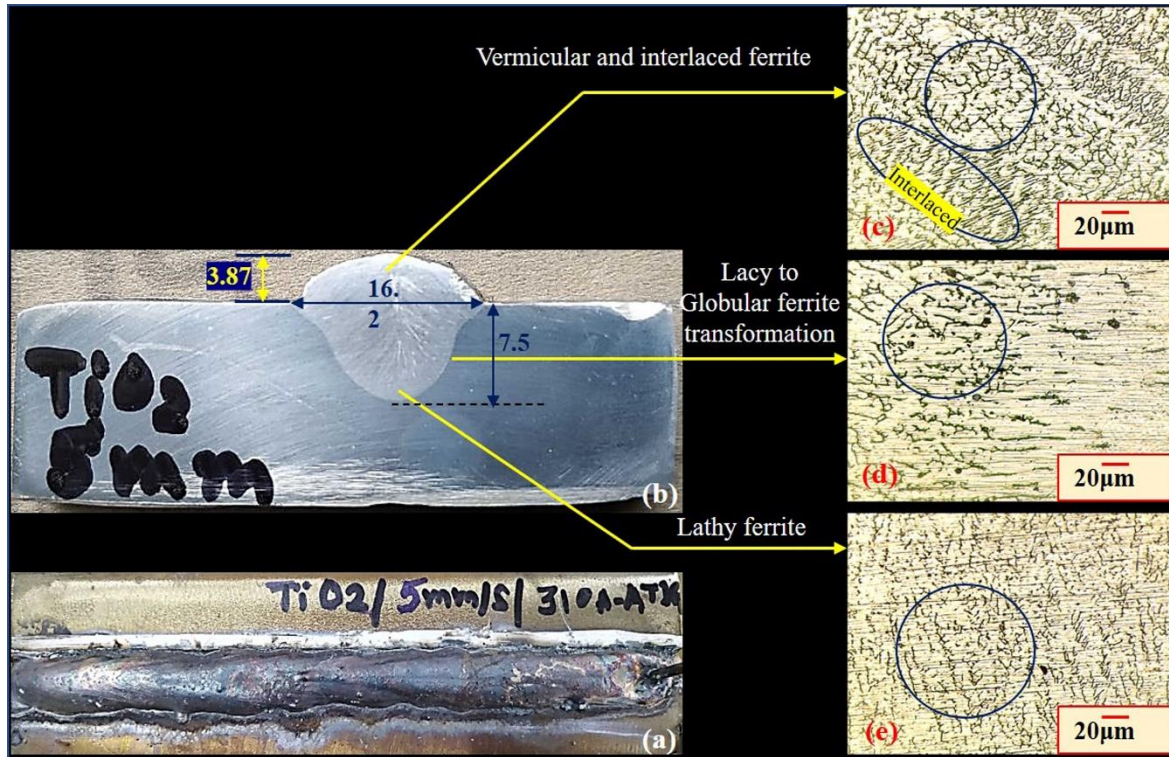 Vermicular and interlaced ferrite
Interlaced
(c)
20μm
3.87
16.
2
7.5
Lacy to
Globular ferrite
transformation
TiO2
5mm
(b)
(d)
20μm
Lathy ferrite
TiO2/5mm/s/310A-ATIG
(a)
(e)
20μm